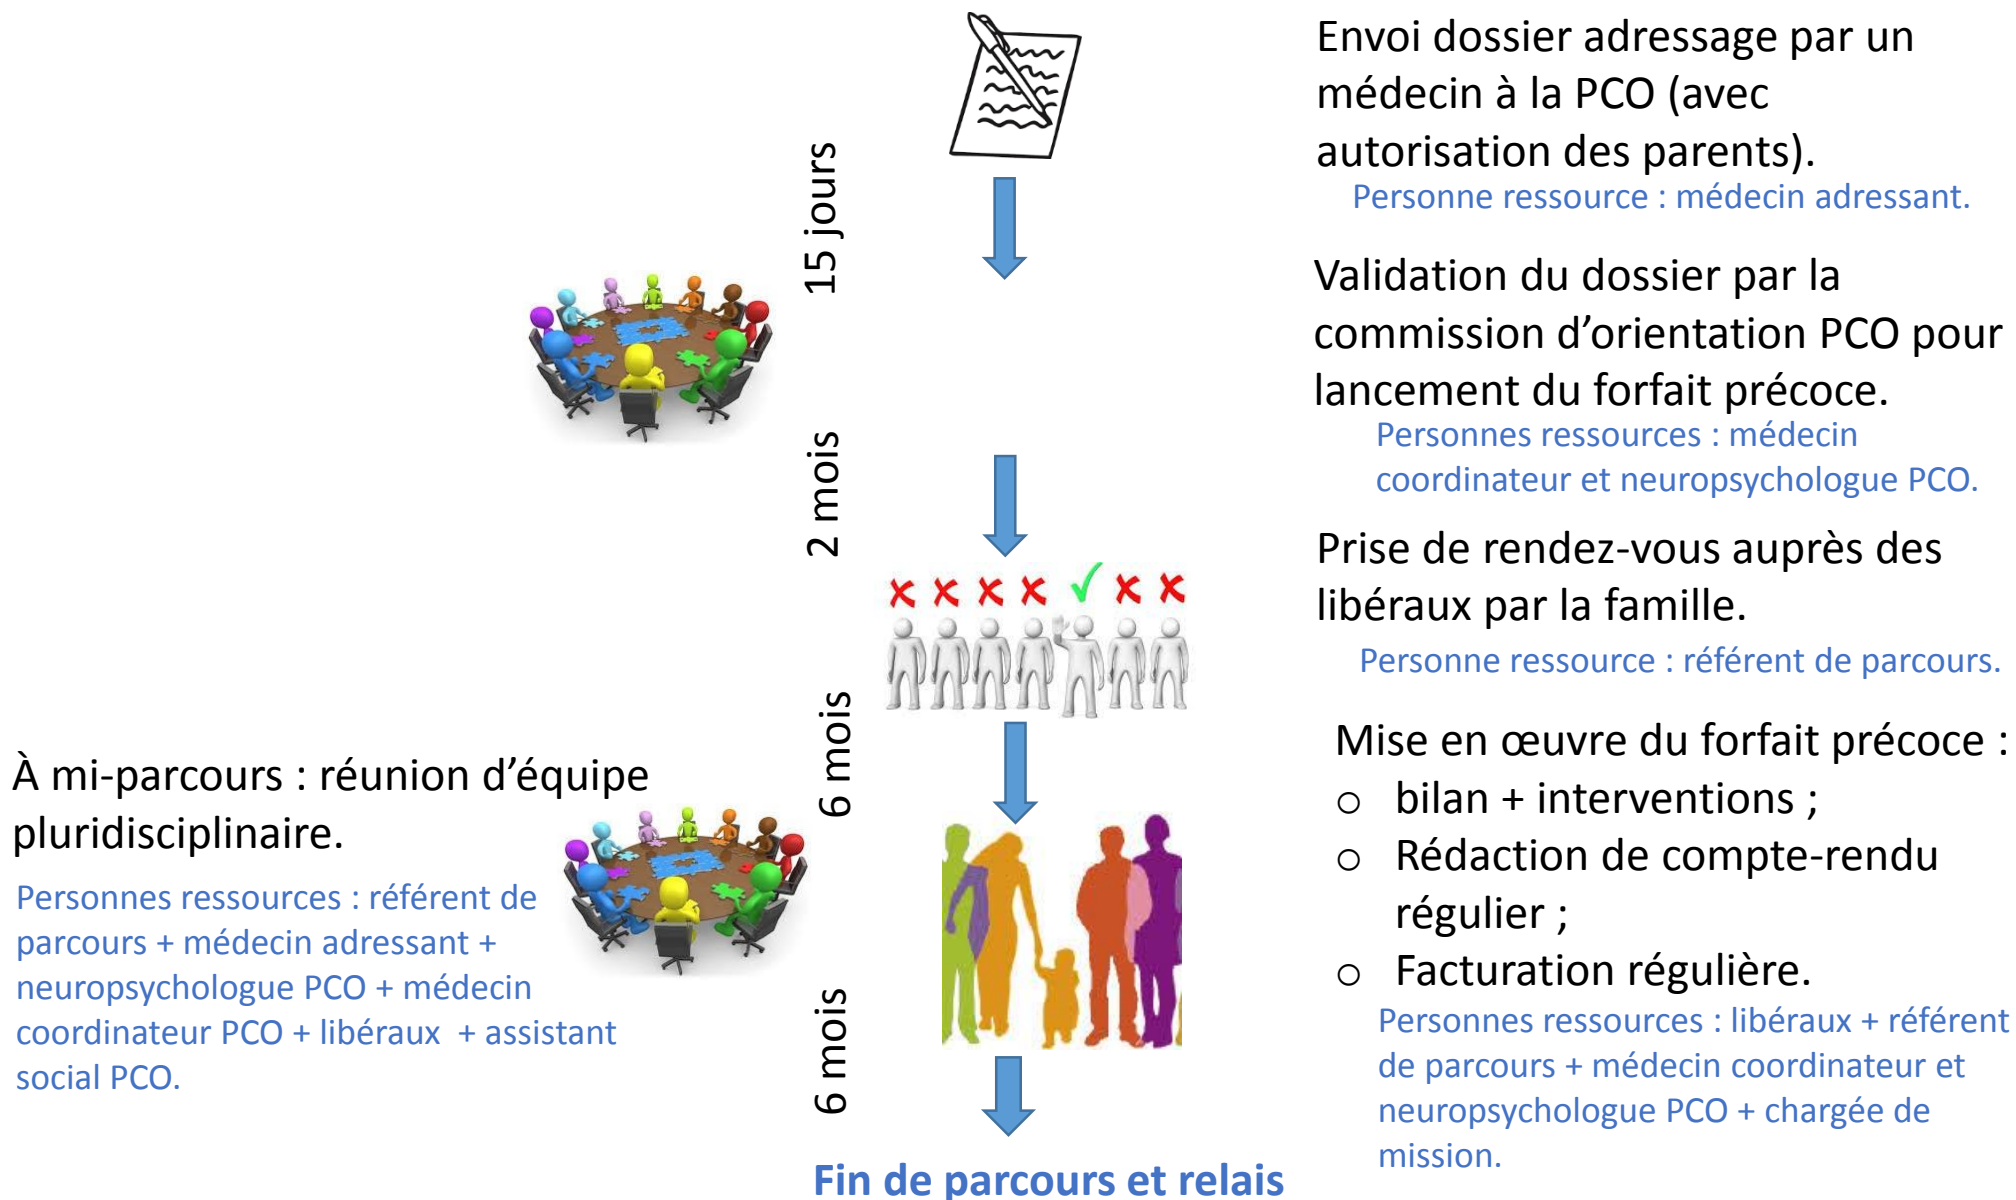 Envoi dossier adressage par un
médecin à la PCO (avec
autorisation des parents).
Personne ressource : médecin adressant.
15 jours
Validation du dossier par la
commission d’orientation PCO pour
lancement du forfait précoce.
Personnes ressources : médecin
coordinateur et neuropsychologue PCO.
2 mois
Prise de rendez-vous auprès des
libéraux par la famille.
Personne ressource : référent de parcours.
6 mois
Mise en œuvre du forfait précoce :
o bilan + interventions ;
o Rédaction de compte-rendu
régulier ;
o Facturation régulière.
Personnes ressources : libéraux + référent
de parcours + médecin coordinateur et
neuropsychologue PCO + chargée de
mission.
À mi-parcours : réunion d’équipe
pluridisciplinaire.
Personnes ressources : référent de
parcours + médecin adressant +
neuropsychologue PCO + médecin
coordinateur PCO + libéraux + assistant
social PCO.
6 mois
Fin de parcours et relais